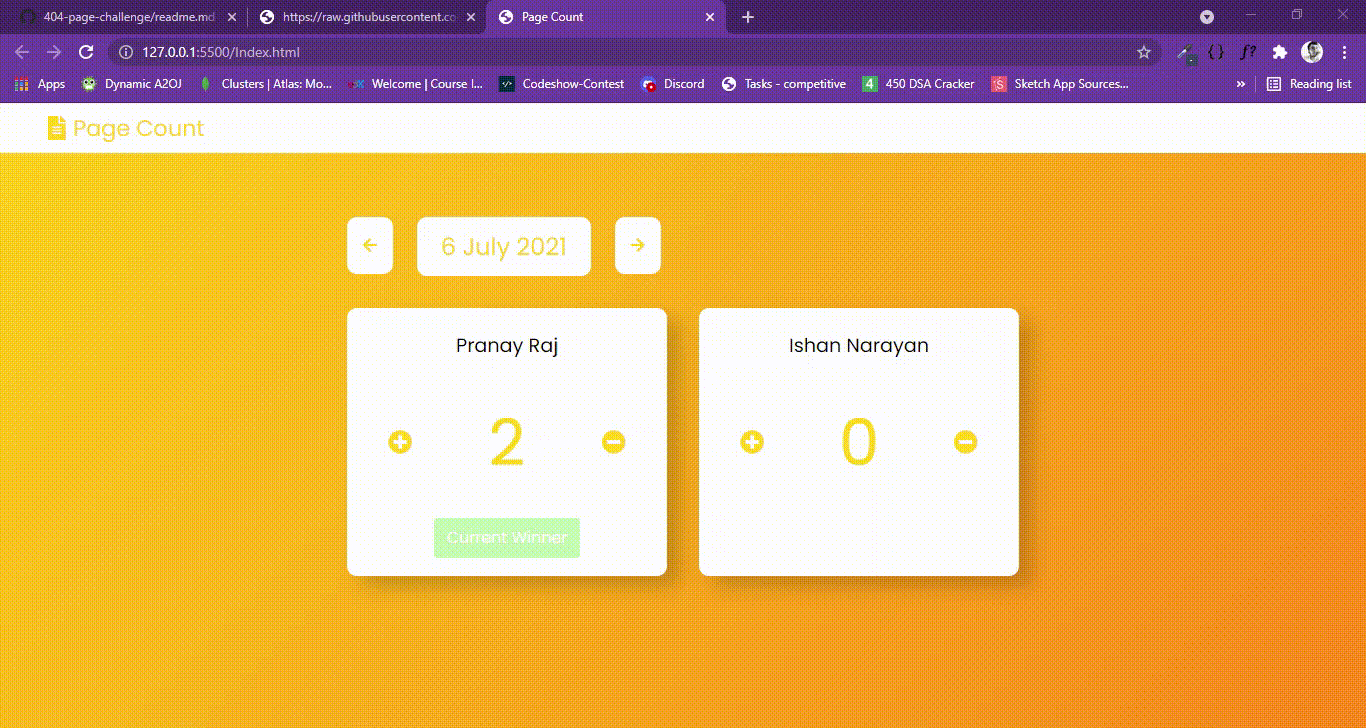 404-page-challenge/readme.md
https://raw.githubusercontent.co
Page Count
127.0.0.1:5500/Index.html
Apps
Dynamic A2OJ
Clusters | Atlas: Mo...
Welcome | Course I...
Codeshow-Contest
Discord
Tasks - competitive
4
450 DSA Cracker
Sketch App Sources...
»
Reading list
Page Count
6 July 2021
Pranay Raj
Ishan Narayan
2
0
Current Winner